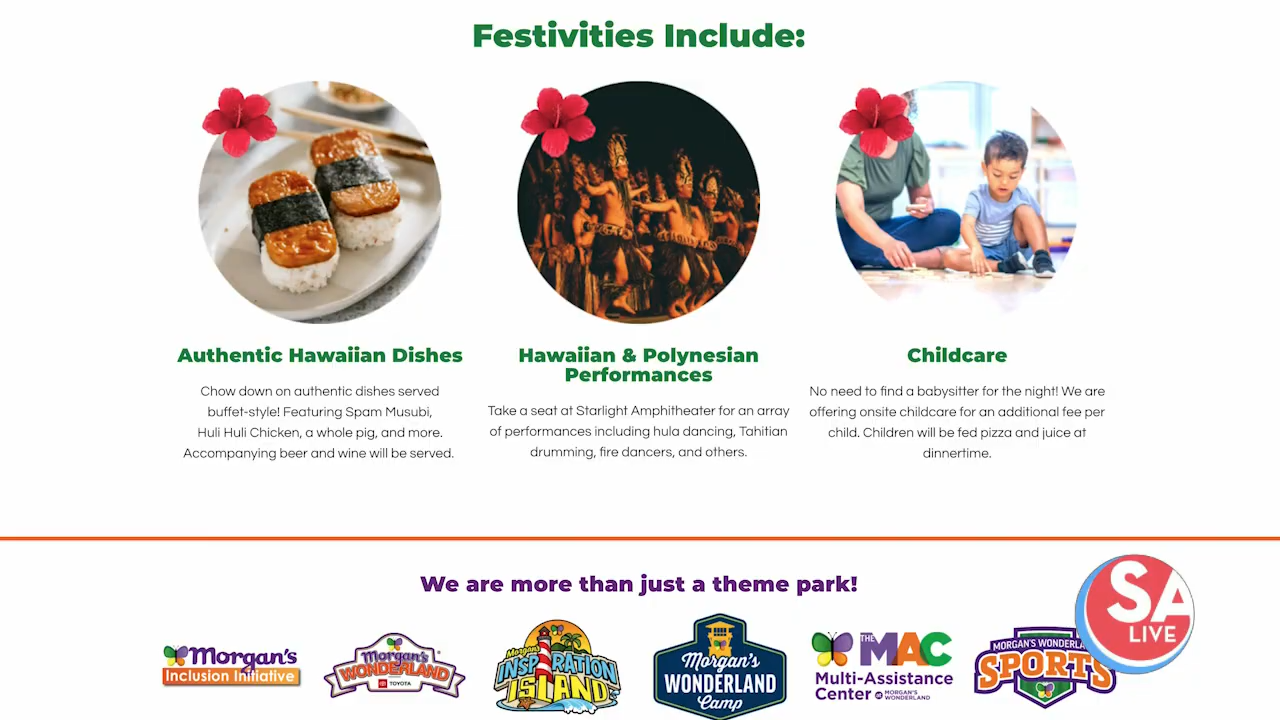 Festivities Include:
Authentic Hawaiian Dishes
Chow down on authentic dishes served
buffet-style! Featuring Spam Musubi,
Huli Huli Chicken, a whole pig, and more.
Accompanying beer and wine will be served.
Hawaiian & Polynesian
Performances
Take a seat at Starlight Amphitheater for an array
of performances including hula dancing, Tahitian
drumming, fire dancers, and others.
Childcare
No need to find a babysitter for the night! We are
offering onsite childcare for an additional fee per
child. Children will be fed pizza and juice at
dinnertime.
We are more than just a theme park!
Morgan's
Inclusion Initiative
Morgan's
WONDERLAND
TOYOTA
Morgan's
INSPIRATION
ISLAND
Morgan's
WONDERLAND
Camp
THE MAC
Multi-Assistance
Center at MORGAN'S
WONDERLAND
MORGAN'S WONDERLA
SPORTS
SA
LIVE